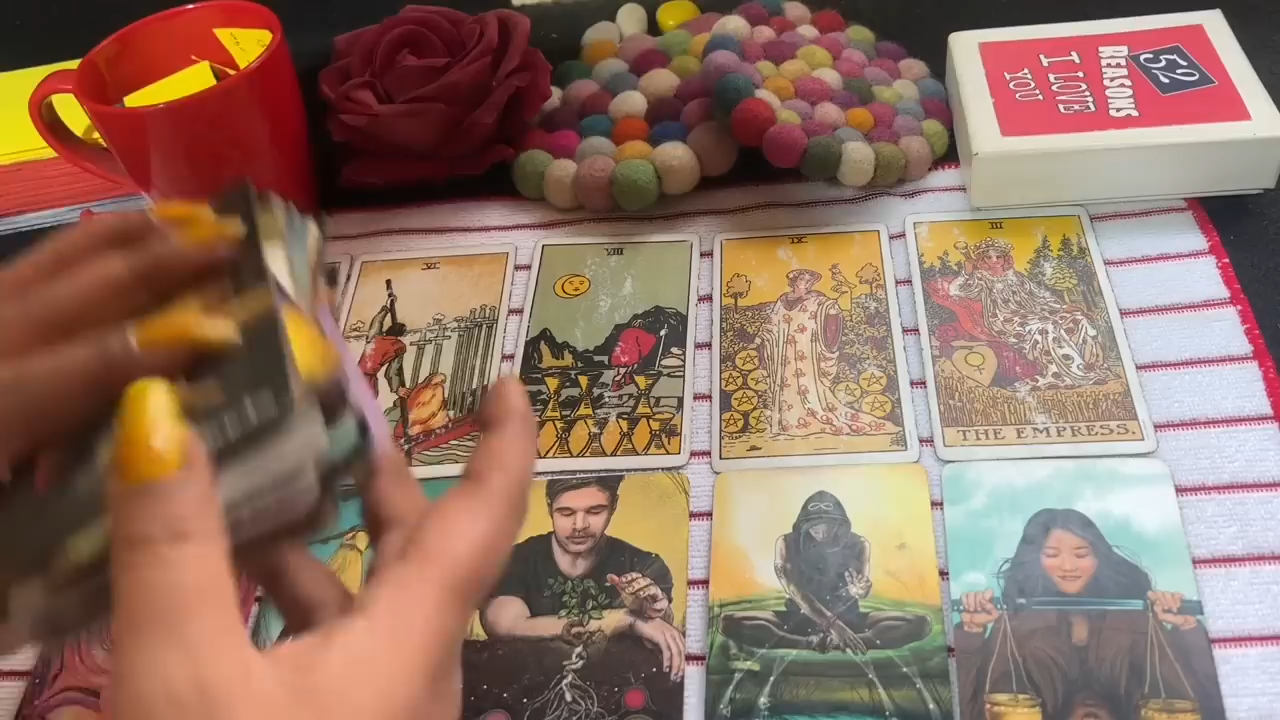 52
REASONS
I LOVE
YOU
VI
VIII
IX
III
THE EMPRESS.